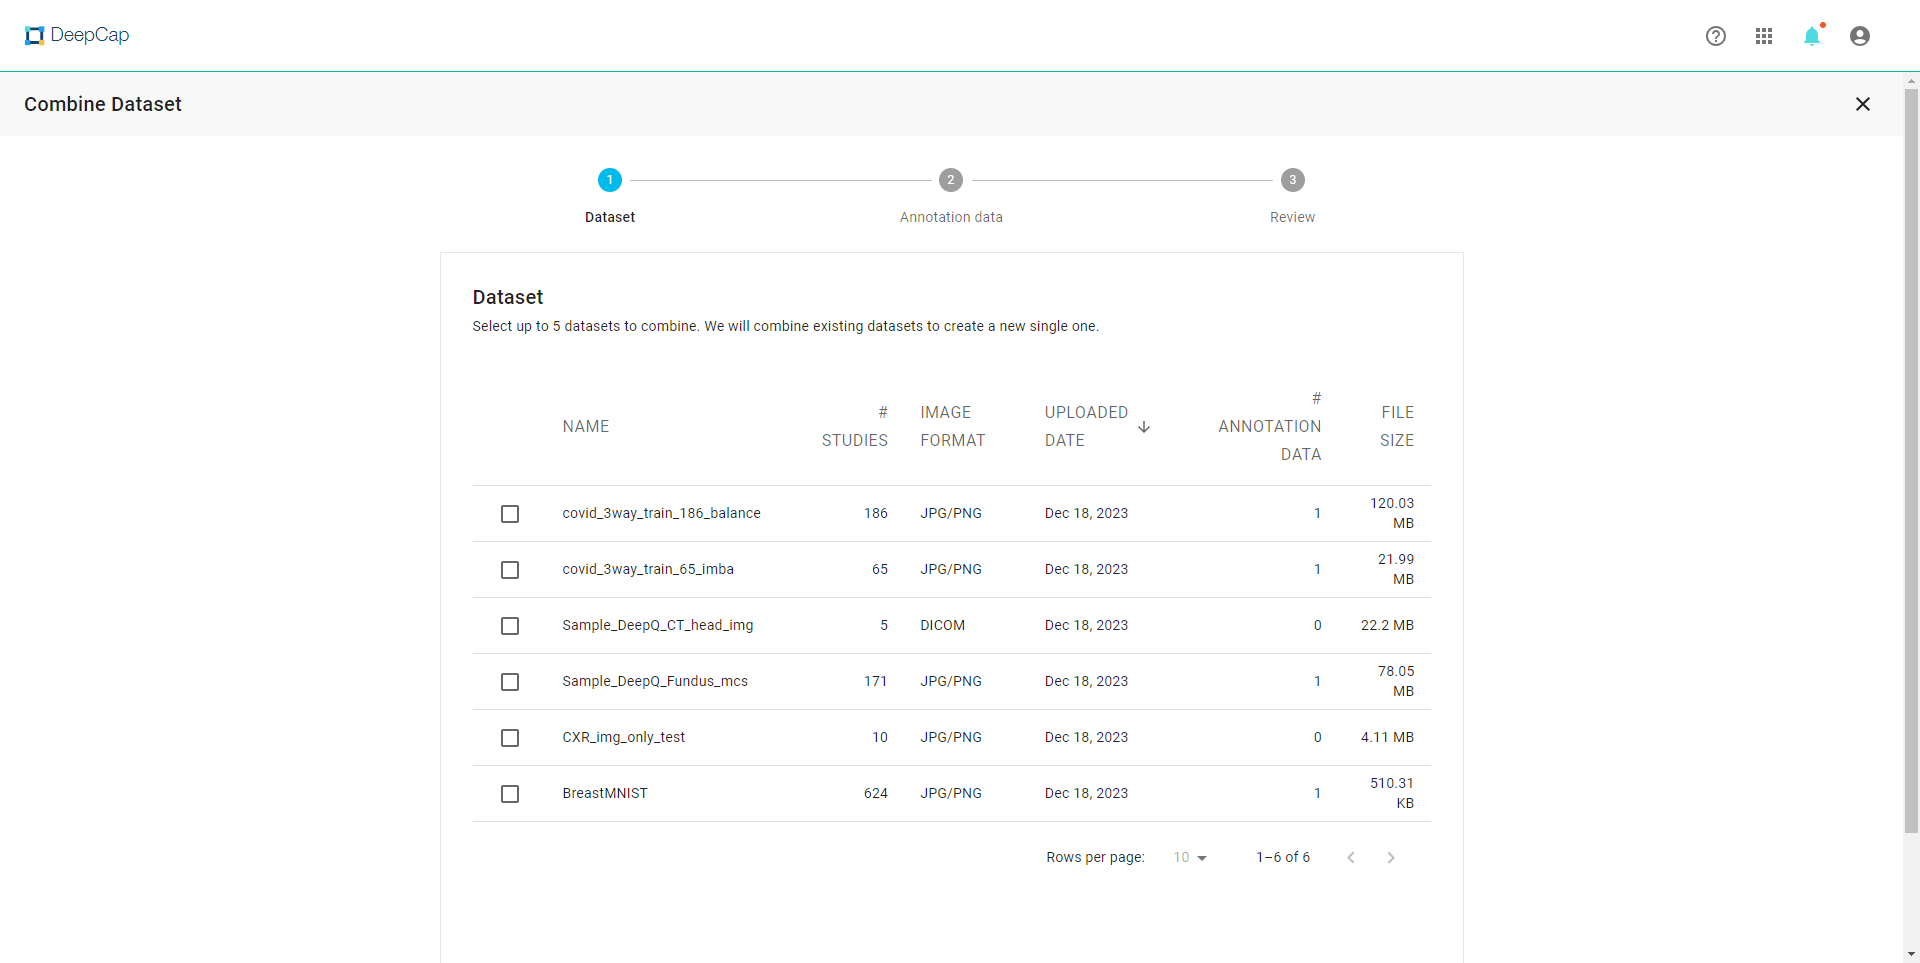 DeepCap
Combine Dataset
1
2
3
Dataset
Annotation data
Review
Dataset
Select up to 5 datasets to combine. We will combine existing datasets to create a new single one.
NAME
# STUDIES
IMAGE FORMAT
UPLOADED DATE
# ANNOTATION DATA
FILE SIZE
covid_3way_train_186_balance 186 JPG/PNG Dec 18, 2023 1 120.03 MB
covid_3way_train_65_imba 65 JPG/PNG Dec 18, 2023 1 21.99 MB
Sample_DeepQ_CT_head_img 5 DICOM Dec 18, 2023 0 22.2 MB
Sample_DeepQ_Fundus_mcs 171 JPG/PNG Dec 18, 2023 1 78.05 MB
CXR_img_only_test 10 JPG/PNG Dec 18, 2023 0 4.11 MB
BreastMNIST 624 JPG/PNG Dec 18, 2023 1 510.31 KB
Rows per page: 10 1–6 of 6